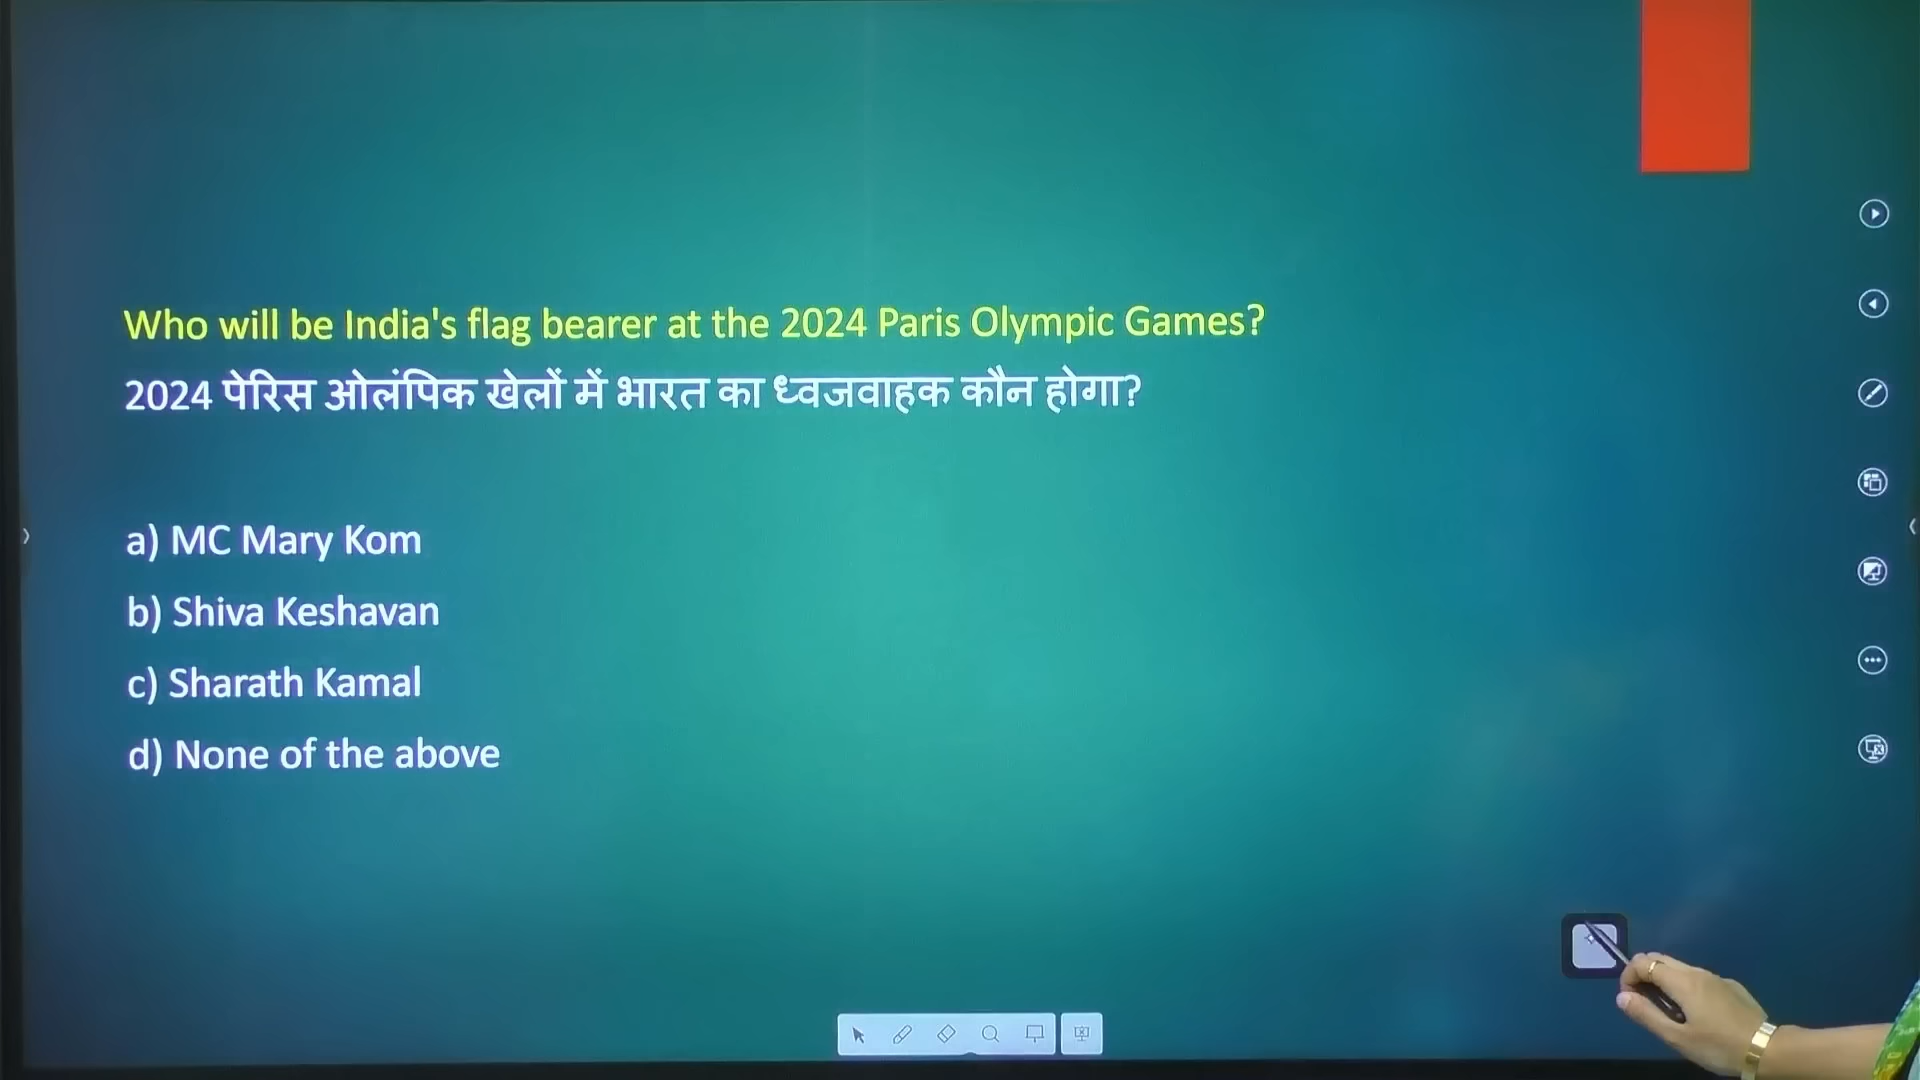 Who will be India's flag bearer at the 2024 Paris Olympic Games?
2024 पेरिस ओलंपिक खेलों में भारत का ध्वजवाहक कौन होगा?
a) MC Mary Kom
b) Shiva Keshavan
c) Sharath Kamal
d) None of the above